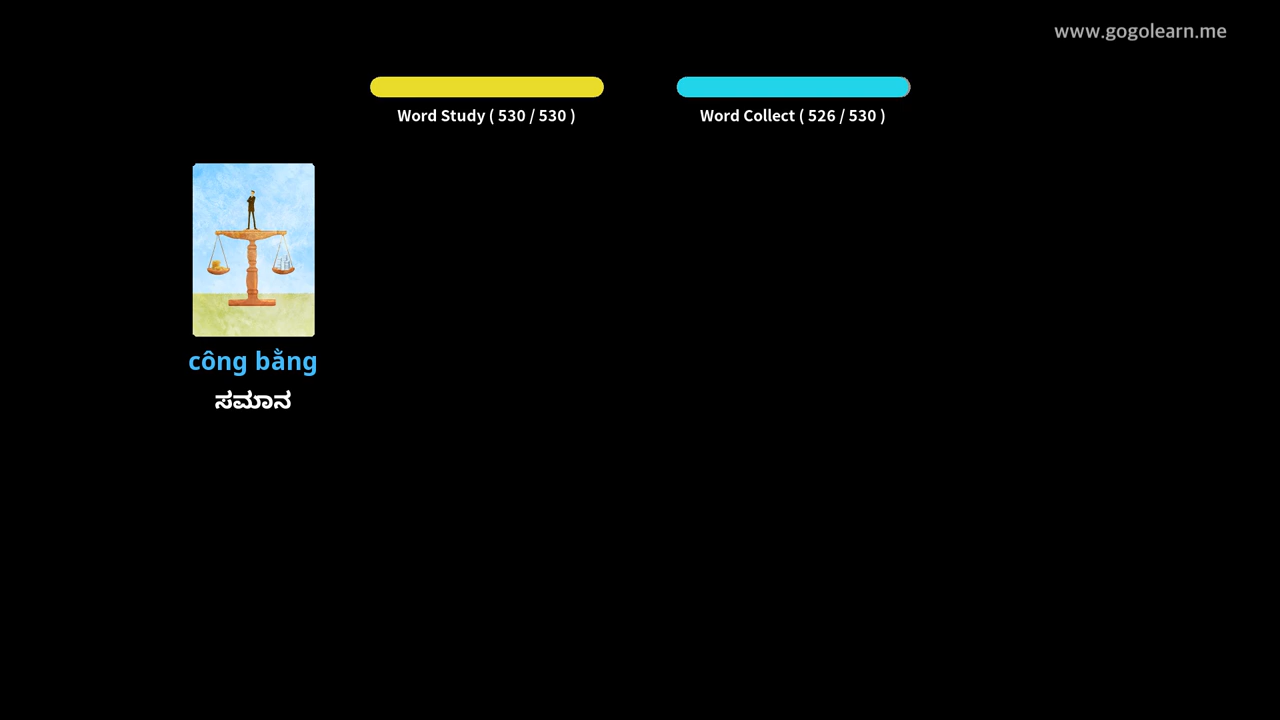 www.gogolearn.me
Word Study ( 530 / 530 )
Word Collect ( 526 / 530 )
công bằng
ಸಮಾನ